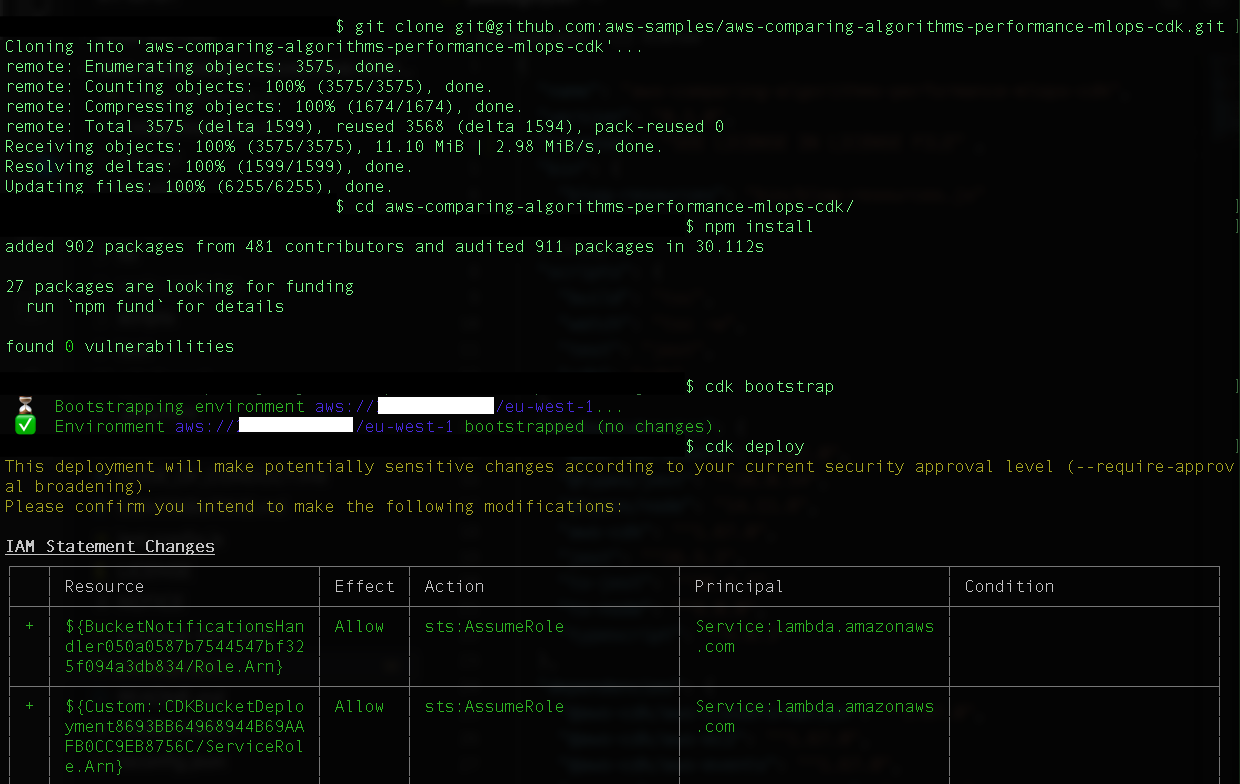 $ git clone git@github.com:aws-samples/aws-comparing-algorithms-performance-mlops-cdk.git
Cloning into 'aws-comparing-algorithms-performance-mlops-cdk'...
remote: Enumerating objects: 3575, done.
remote: Counting objects: 100% (3575/3575), done.
remote: Compressing objects: 100% (1674/1674), done.
remote: Total 3575 (delta 1599), reused 3568 (delta 1594), pack-reused 0
Receiving objects: 100% (3575/3575), 11.10 MiB | 2.98 MiB/s, done.
Resolving deltas: 100% (1599/1599), done.
Updating files: 100% (6255/6255), done.
$ cd aws-comparing-algorithms-performance-mlops-cdk/
$ npm install
added 902 packages from 481 contributors and audited 911 packages in 30.112s
27 packages are looking for funding
run `npm fund` for details
found 0 vulnerabilities
$ cdk bootstrap
⏳ Bootstrapping environment aws:///eu-west-1...
✅ Environment aws:///eu-west-1 bootstrapped (no changes).
$ cdk deploy
This deployment will make potentially sensitive changes according to your current security approval level (--require-approv
al broadening).
Please confirm you intend to make the following modifications:
IAM Statement Changes
Resource Effect Action Principal Condition
+ ${BucketNotificationsHan Allow sts:AssumeRole Service:lambda.amazonaws
dler050a0587b7544547bf32 .com
5f094a3db834/Role.Arn}
+ ${Custom::CDKBucketDeplo Allow sts:AssumeRole Service:lambda.amazonaws
yment8693BB64968944B69AA .com
FB0CC9EB8756C/ServiceRol
e.Arn}